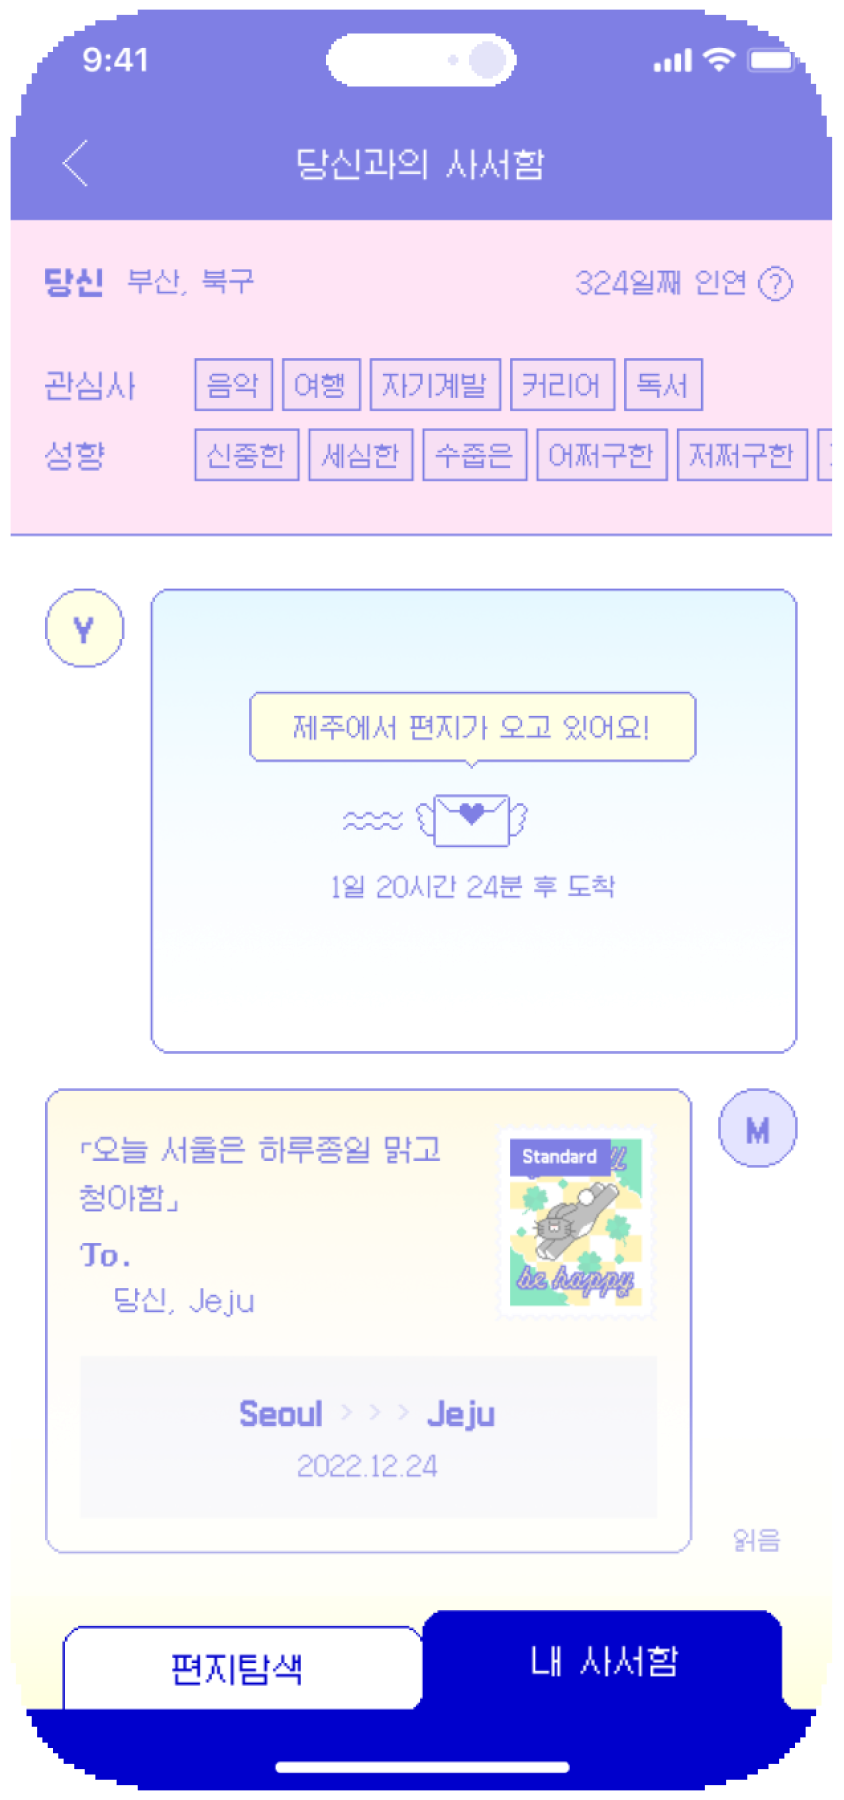 9:41
당신과의 사서함
당신 부산, 북구 324일째 인연 ?
관심사 음악 여행 자기계발 커리어 독서
성향 신중한 세심한 수줍은 어쩌구한 저쩌구한
Y
제주에서 편지가 오고 있어요!
1일 20시간 24분 후 도착
M
「오늘 서울은 하루종일 맑고
청아함」
Standard
To.
당신, Jeju
be happy
Seoul > > > Jeju
2022.12.24
읽음
편지탐색 내 사서함